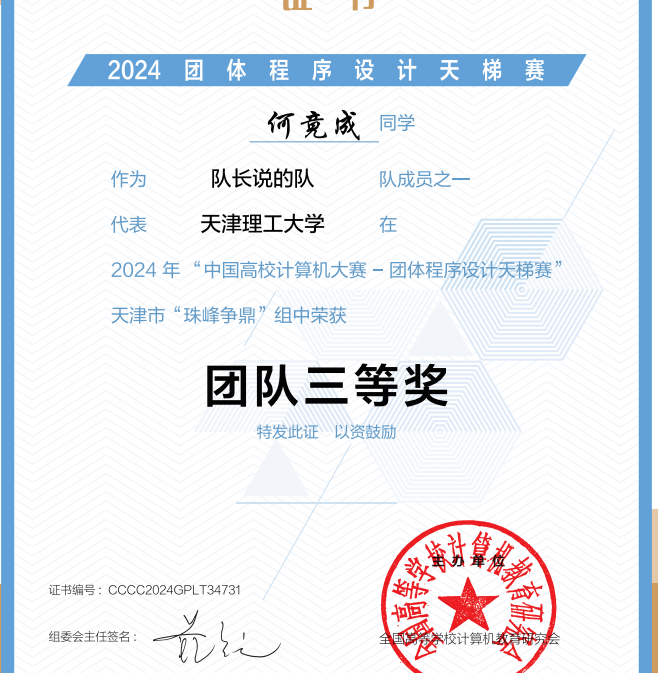 证书
2024 团体程序设计天梯赛
何竟成 同学
作为 队长说的队 队成员之一
代表 天津理工大学 在
2024 年 “中国高校计算机大赛 – 团体程序设计天梯赛”
天津市 “珠峰争鼎” 组中荣获
团队三等奖
特发此证 以资鼓励
主办单位
全国高等学校计算机教育研究会
证书编号: CCCC2024GPLT34731
组委会主任签名:
全国高等学校计算机教育研究会